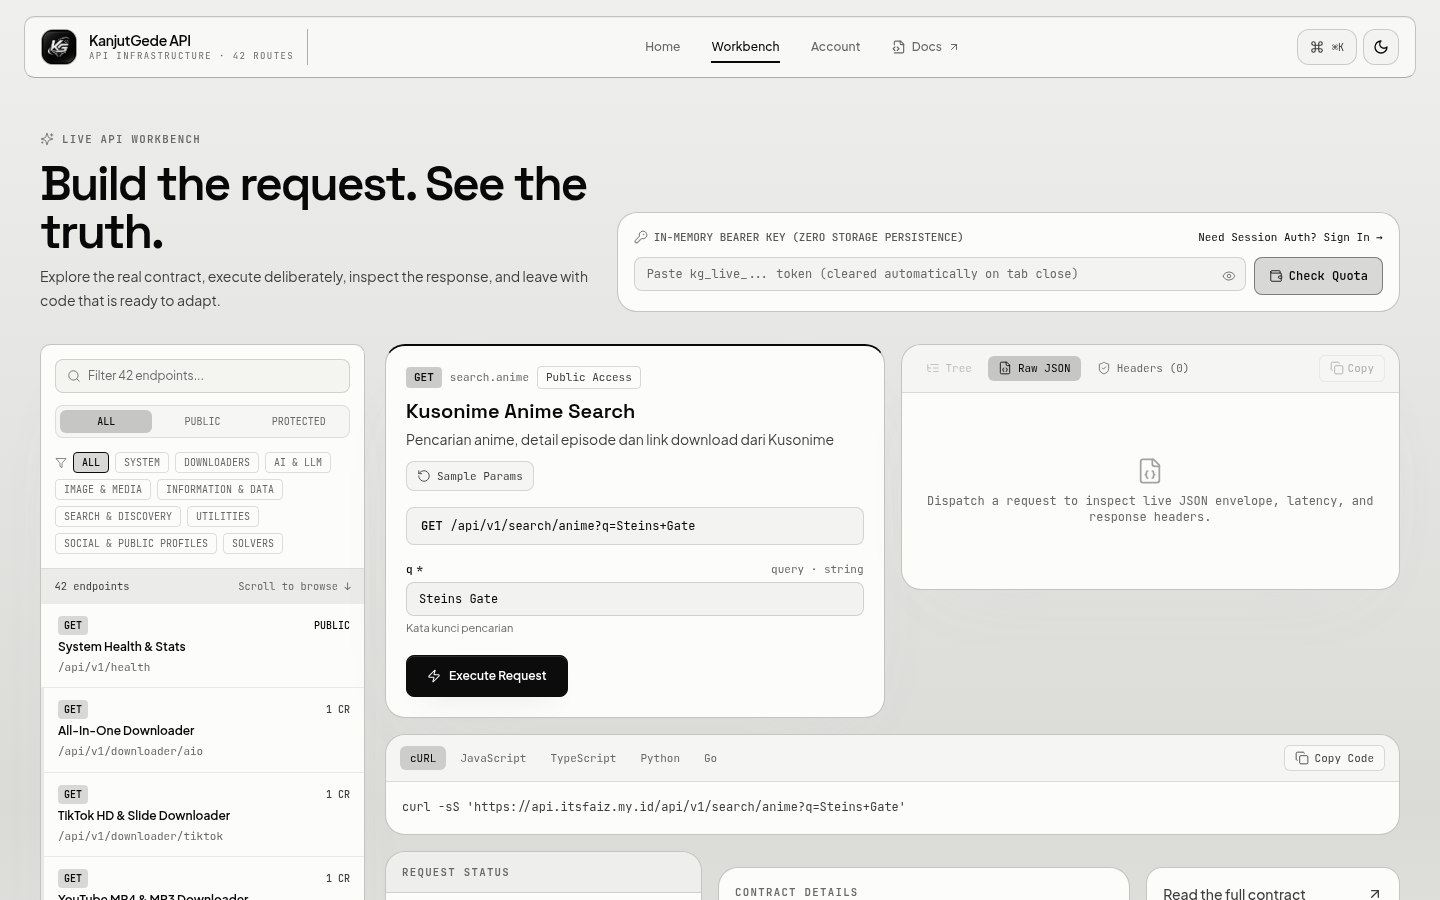 KanjutGede API
API INFRASTRUCTURE · 42 ROUTES
Home
Workbench
Account
Docs ↗
⌘ ⌘K
LIVE API WORKBENCH
Build the request. See the
truth.
Explore the real contract, execute deliberately, inspect the response, and leave with
code that is ready to adapt.
IN-MEMORY BEARER KEY (ZERO STORAGE PERSISTENCE)
Need Session Auth? Sign In →
Paste kg_live_... token (cleared automatically on tab close)
Check Quota
Filter 42 endpoints...
ALL
PUBLIC
PROTECTED
ALL
SYSTEM
DOWNLOADERS
AI & LLM
IMAGE & MEDIA
INFORMATION & DATA
SEARCH & DISCOVERY
UTILITIES
SOCIAL & PUBLIC PROFILES
SOLVERS
42 endpoints
Scroll to browse ↓
GET
PUBLIC
System Health & Stats
/api/v1/health
GET
1 CR
All-In-One Downloader
/api/v1/downloader/aio
GET
1 CR
TikTok HD & Slide Downloader
/api/v1/downloader/tiktok
GET
1 CR
YouTube MP4 & MP3 Downloader
GET
search.anime
Public Access
Kusonime Anime Search
Pencarian anime, detail episode dan link download dari Kusonime
Sample Params
GET /api/v1/search/anime?q=Steins+Gate
q *
query · string
Steins Gate
Kata kunci pencarian
Execute Request
Tree
Raw JSON
Headers (0)
Copy
Dispatch a request to inspect live JSON envelope, latency, and
response headers.
cURL
JavaScript
TypeScript
Python
Go
Copy Code
curl -sS 'https://api.itsfaiz.my.id/api/v1/search/anime?q=Steins+Gate'
REQUEST STATUS
CONTRACT DETAILS
Read the full contract ↗